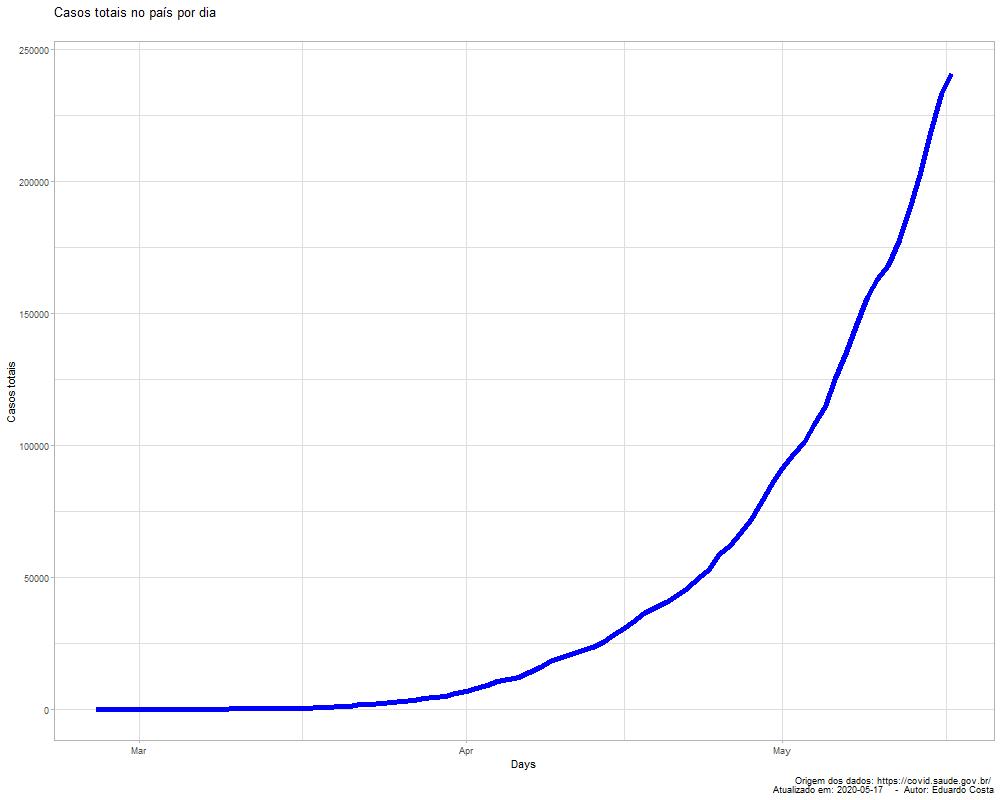 Casos totais no país por dia
250000
200000
150000
100000
50000
0
Casos totais
Mar Apr May
Days
Origem dos dados: https://covid.saude.gov.br/
Atualizado em: 2020-05-17 - Autor: Eduardo Costa